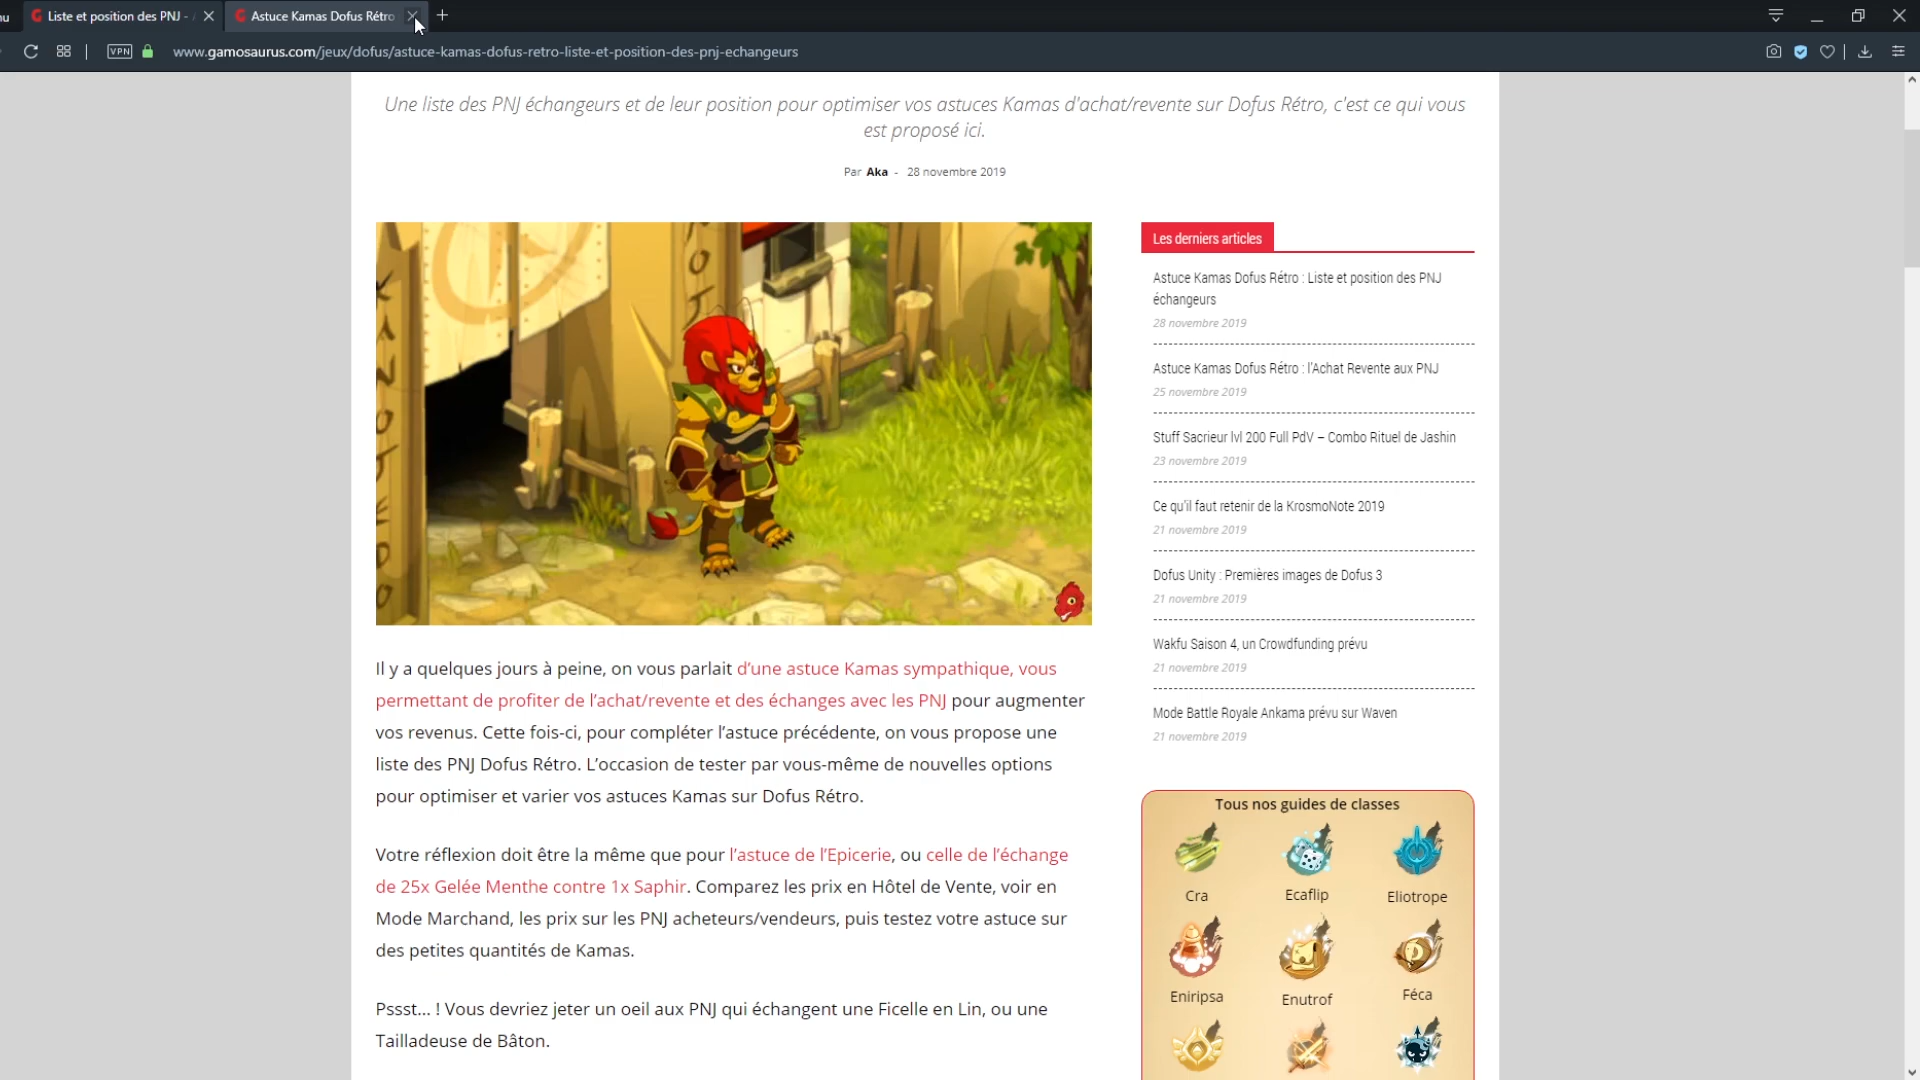 nu
Liste et position des PNJ -
Astuce Kamas Dofus Rétro
VPN
www.gamosaurus.com/jeux/dofus/astuce-kamas-dofus-retro-liste-et-position-des-pnj-echangeurs
Une liste des PNJ échangeurs et de leur position pour optimiser vos astuces Kamas d'achat/revente sur Dofus Rétro, c'est ce qui vous
est proposé ici.
Par Aka - 28 novembre 2019
Il y a quelques jours à peine, on vous parlait d'une astuce Kamas sympathique, vous
permettant de profiter de l'achat/revente et des échanges avec les PNJ pour augmenter
vos revenus. Cette fois-ci, pour compléter l'astuce précédente, on vous propose une
liste des PNJ Dofus Rétro. L'occasion de tester par vous-même de nouvelles options
pour optimiser et varier vos astuces Kamas sur Dofus Rétro.
Votre réflexion doit être la même que pour l'astuce de l'Epicerie, ou celle de l'échange
de 25x Gelée Menthe contre 1x Saphir. Comparez les prix en Hôtel de Vente, voir en
Mode Marchand, les prix sur les PNJ acheteurs/vendeurs, puis testez votre astuce sur
des petites quantités de Kamas.
Pssst... ! Vous devriez jeter un oeil aux PNJ qui échangent une Ficelle en Lin, ou une
Tailladeuse de Bâton.
Les derniers articles
Astuce Kamas Dofus Rétro : Liste et position des PNJ
échangeurs
28 novembre 2019
Astuce Kamas Dofus Rétro : l'Achat Revente aux PNJ
25 novembre 2019
Stuff Sacrieur lvl 200 Full PdV – Combo Rituel de Jashin
23 novembre 2019
Ce qu'il faut retenir de la KrosmoNote 2019
21 novembre 2019
Dofus Unity : Premières images de Dofus 3
21 novembre 2019
Wakfu Saison 4, un Crowdfunding prévu
21 novembre 2019
Mode Battle Royale Ankama prévu sur Waven
21 novembre 2019
Tous nos guides de classes
Cra
Ecaflip
Eliotrope
Eniripsa
Enutrof
Féca